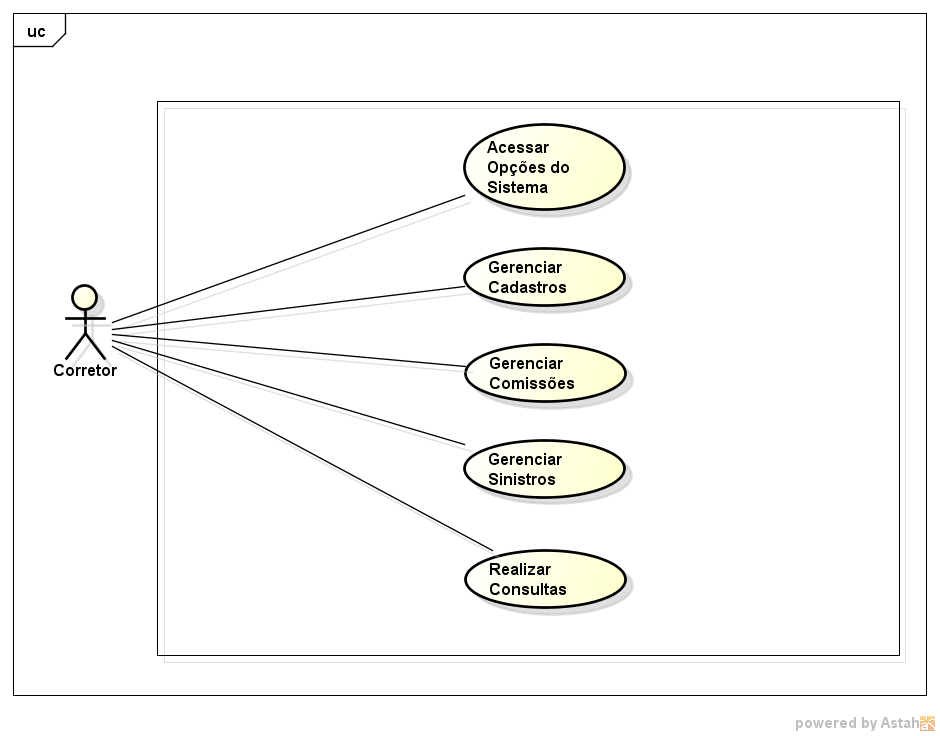 uc
Acessar
Opções do
Sistema
Gerenciar
Cadastros
Gerenciar
Comissões
Corretor
Gerenciar
Sinistros
Realizar
Consultas
powered by Astah